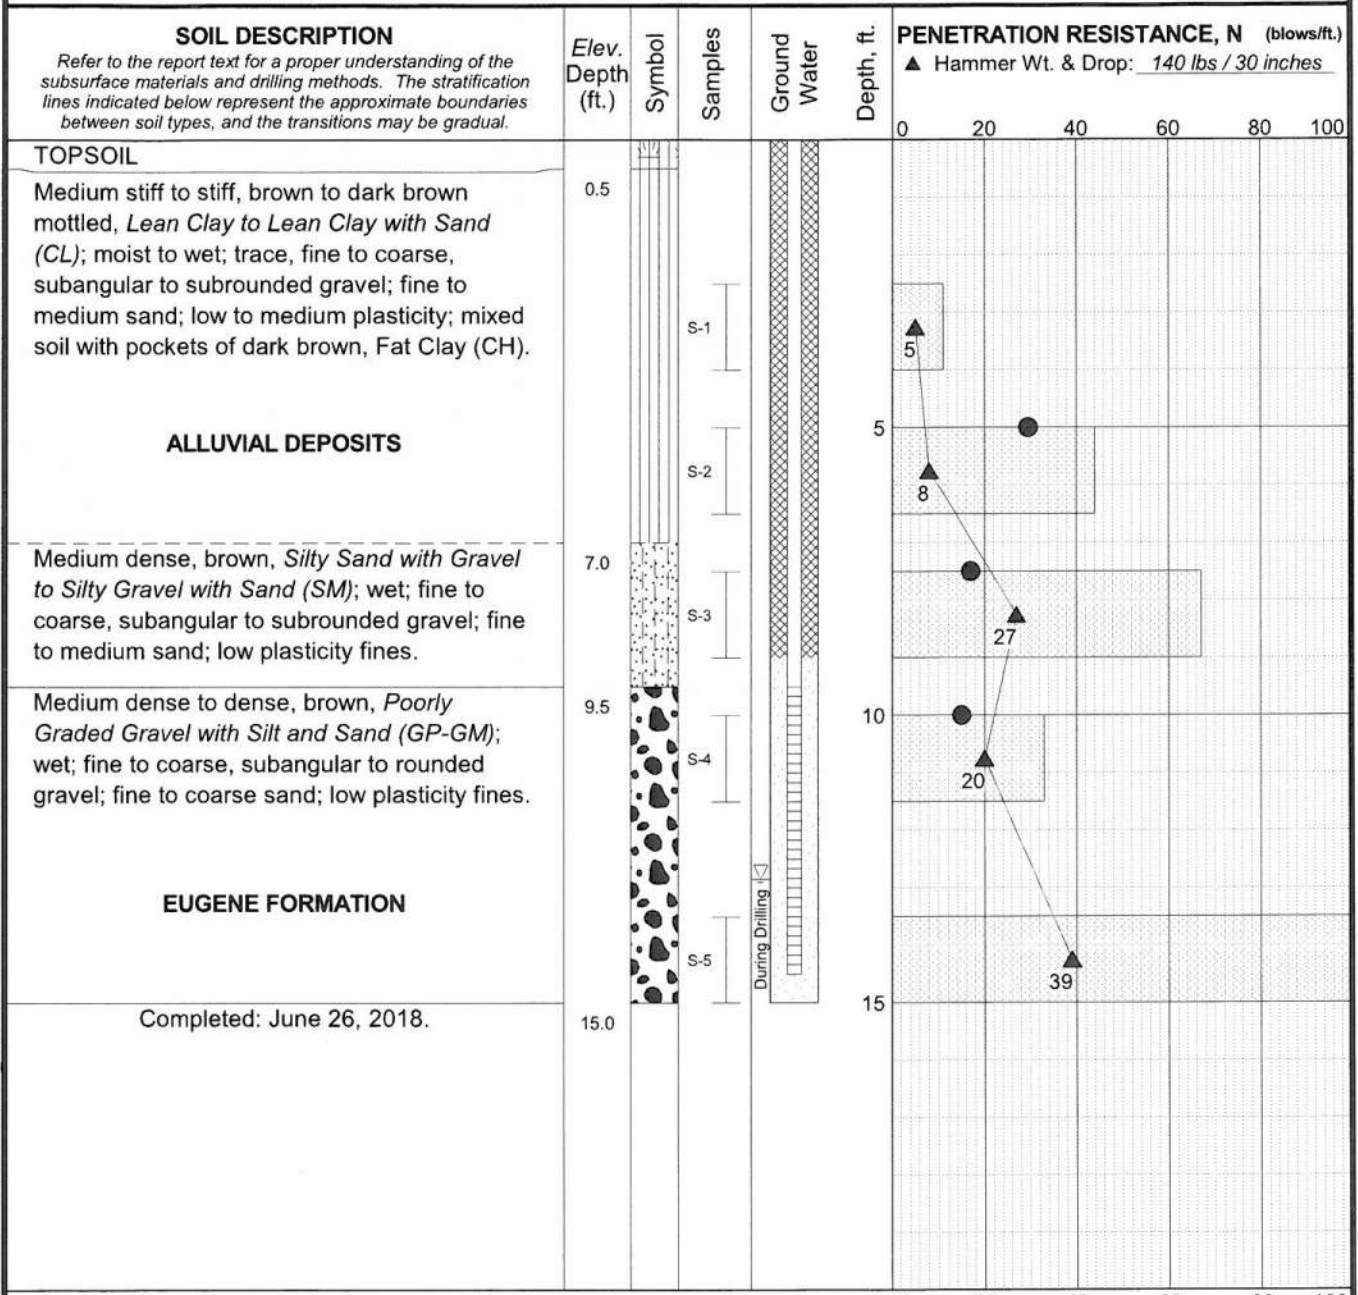 SOIL DESCRIPTION
Refer to the report text for a proper understanding of the
subsurface materials and drilling methods. The stratification
lines indicated below represent the approximate boundaries
between soil types, and the transitions may be gradual.
Elev.
Depth
(ft.)
Symbol
Samples
Ground
Water
Depth, ft.
PENETRATION RESISTANCE, N (blows/ft.)
▲ Hammer Wt. & Drop: 140 lbs / 30 inches
0 20 40 60 80 100
TOPSOIL
Medium stiff to stiff, brown to dark brown
mottled, Lean Clay to Lean Clay with Sand
(CL); moist to wet; trace, fine to coarse,
subangular to subrounded gravel; fine to
medium sand; low to medium plasticity; mixed
soil with pockets of dark brown, Fat Clay (CH).
0.5
S-1
5
ALLUVIAL DEPOSITS
S-2
5
8
Medium dense, brown, Silty Sand with Gravel
to Silty Gravel with Sand (SM); wet; fine to
coarse, subangular to subrounded gravel; fine
to medium sand; low plasticity fines.
7.0
S-3
27
Medium dense to dense, brown, Poorly
Graded Gravel with Silt and Sand (GP-GM);
wet; fine to coarse, subangular to rounded
gravel; fine to coarse sand; low plasticity fines.
9.5
S-4
10
20
EUGENE FORMATION
S-5
During Drilling
39
15
Completed: June 26, 2018.
15.0